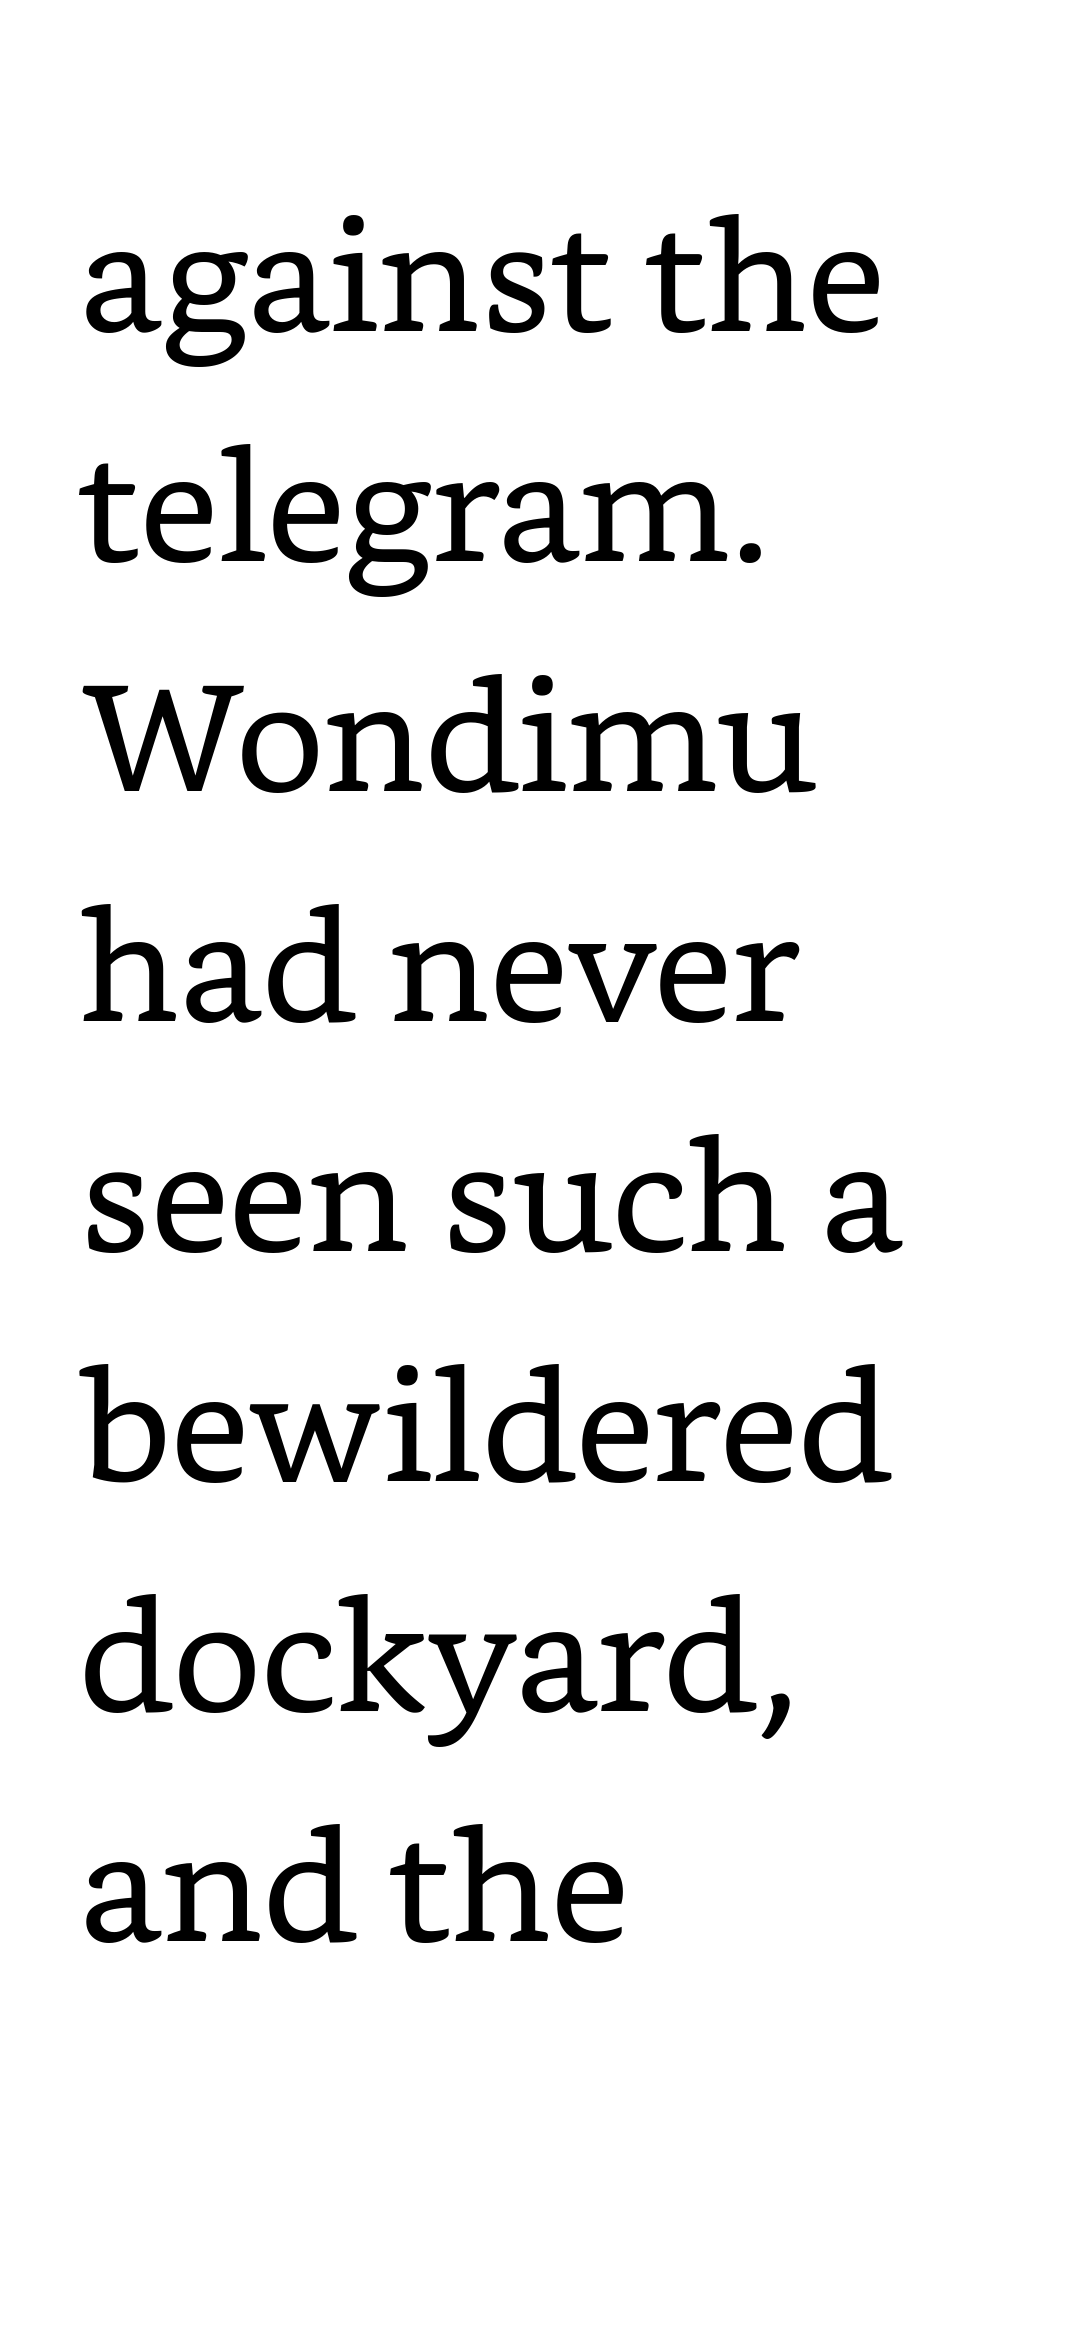 against the
telegram.
Wondimu
had never
seen such a
bewildered
dockyard,
and the